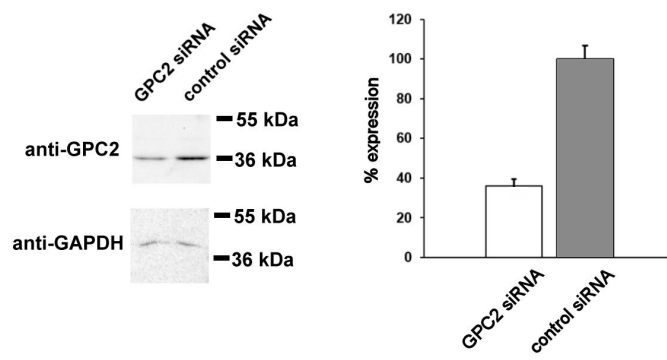 GPC2 siRNA
control siRNA
anti-GPC2
55 kDa
36 kDa
anti-GAPDH
55 kDa
36 kDa
% expression
120
100
80
60
40
20
0
GPC2 siRNA
control siRNA